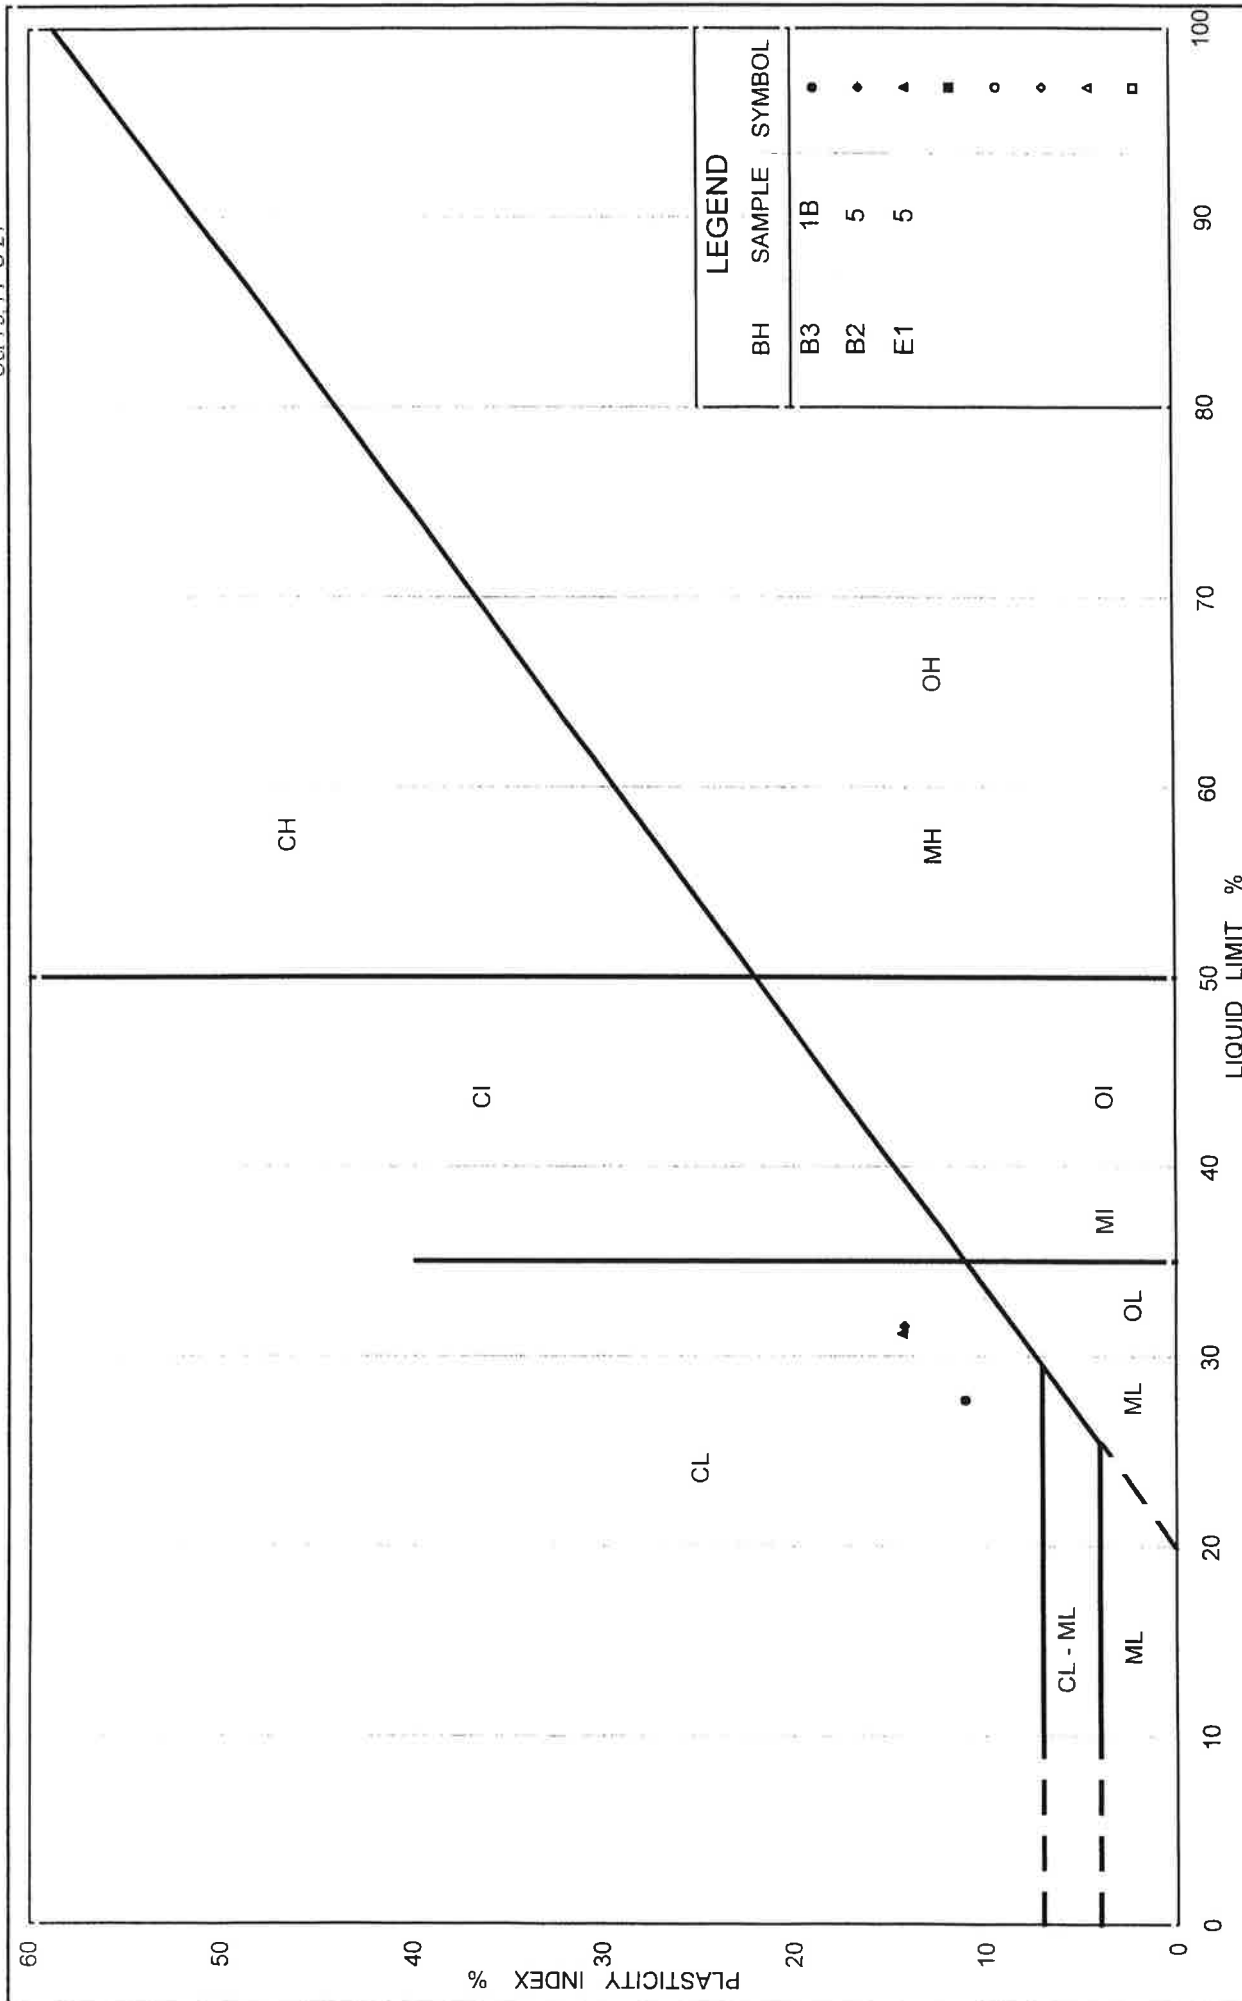 60
50
40
30
20
10
0
PLASTICITY INDEX %
0
10
20
30
40
50
60
70
80
90
100
LIQUID LIMIT %
CH
CI
CL
CL - ML
ML
ML
OL
MI
OI
MH
OH
LEGEND
BH SAMPLE SYMBOL
B3 1B
B2 5
E1 5